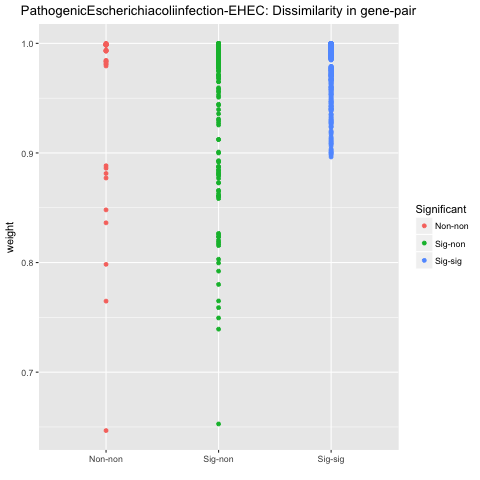 PathogenicEscherichiacoliinfection-EHEC: Dissimilarity in gene-pair
1.0
0.9
0.8
0.7
weight
Non-non
Sig-non
Sig-sig
Significant
Non-non
Sig-non
Sig-sig